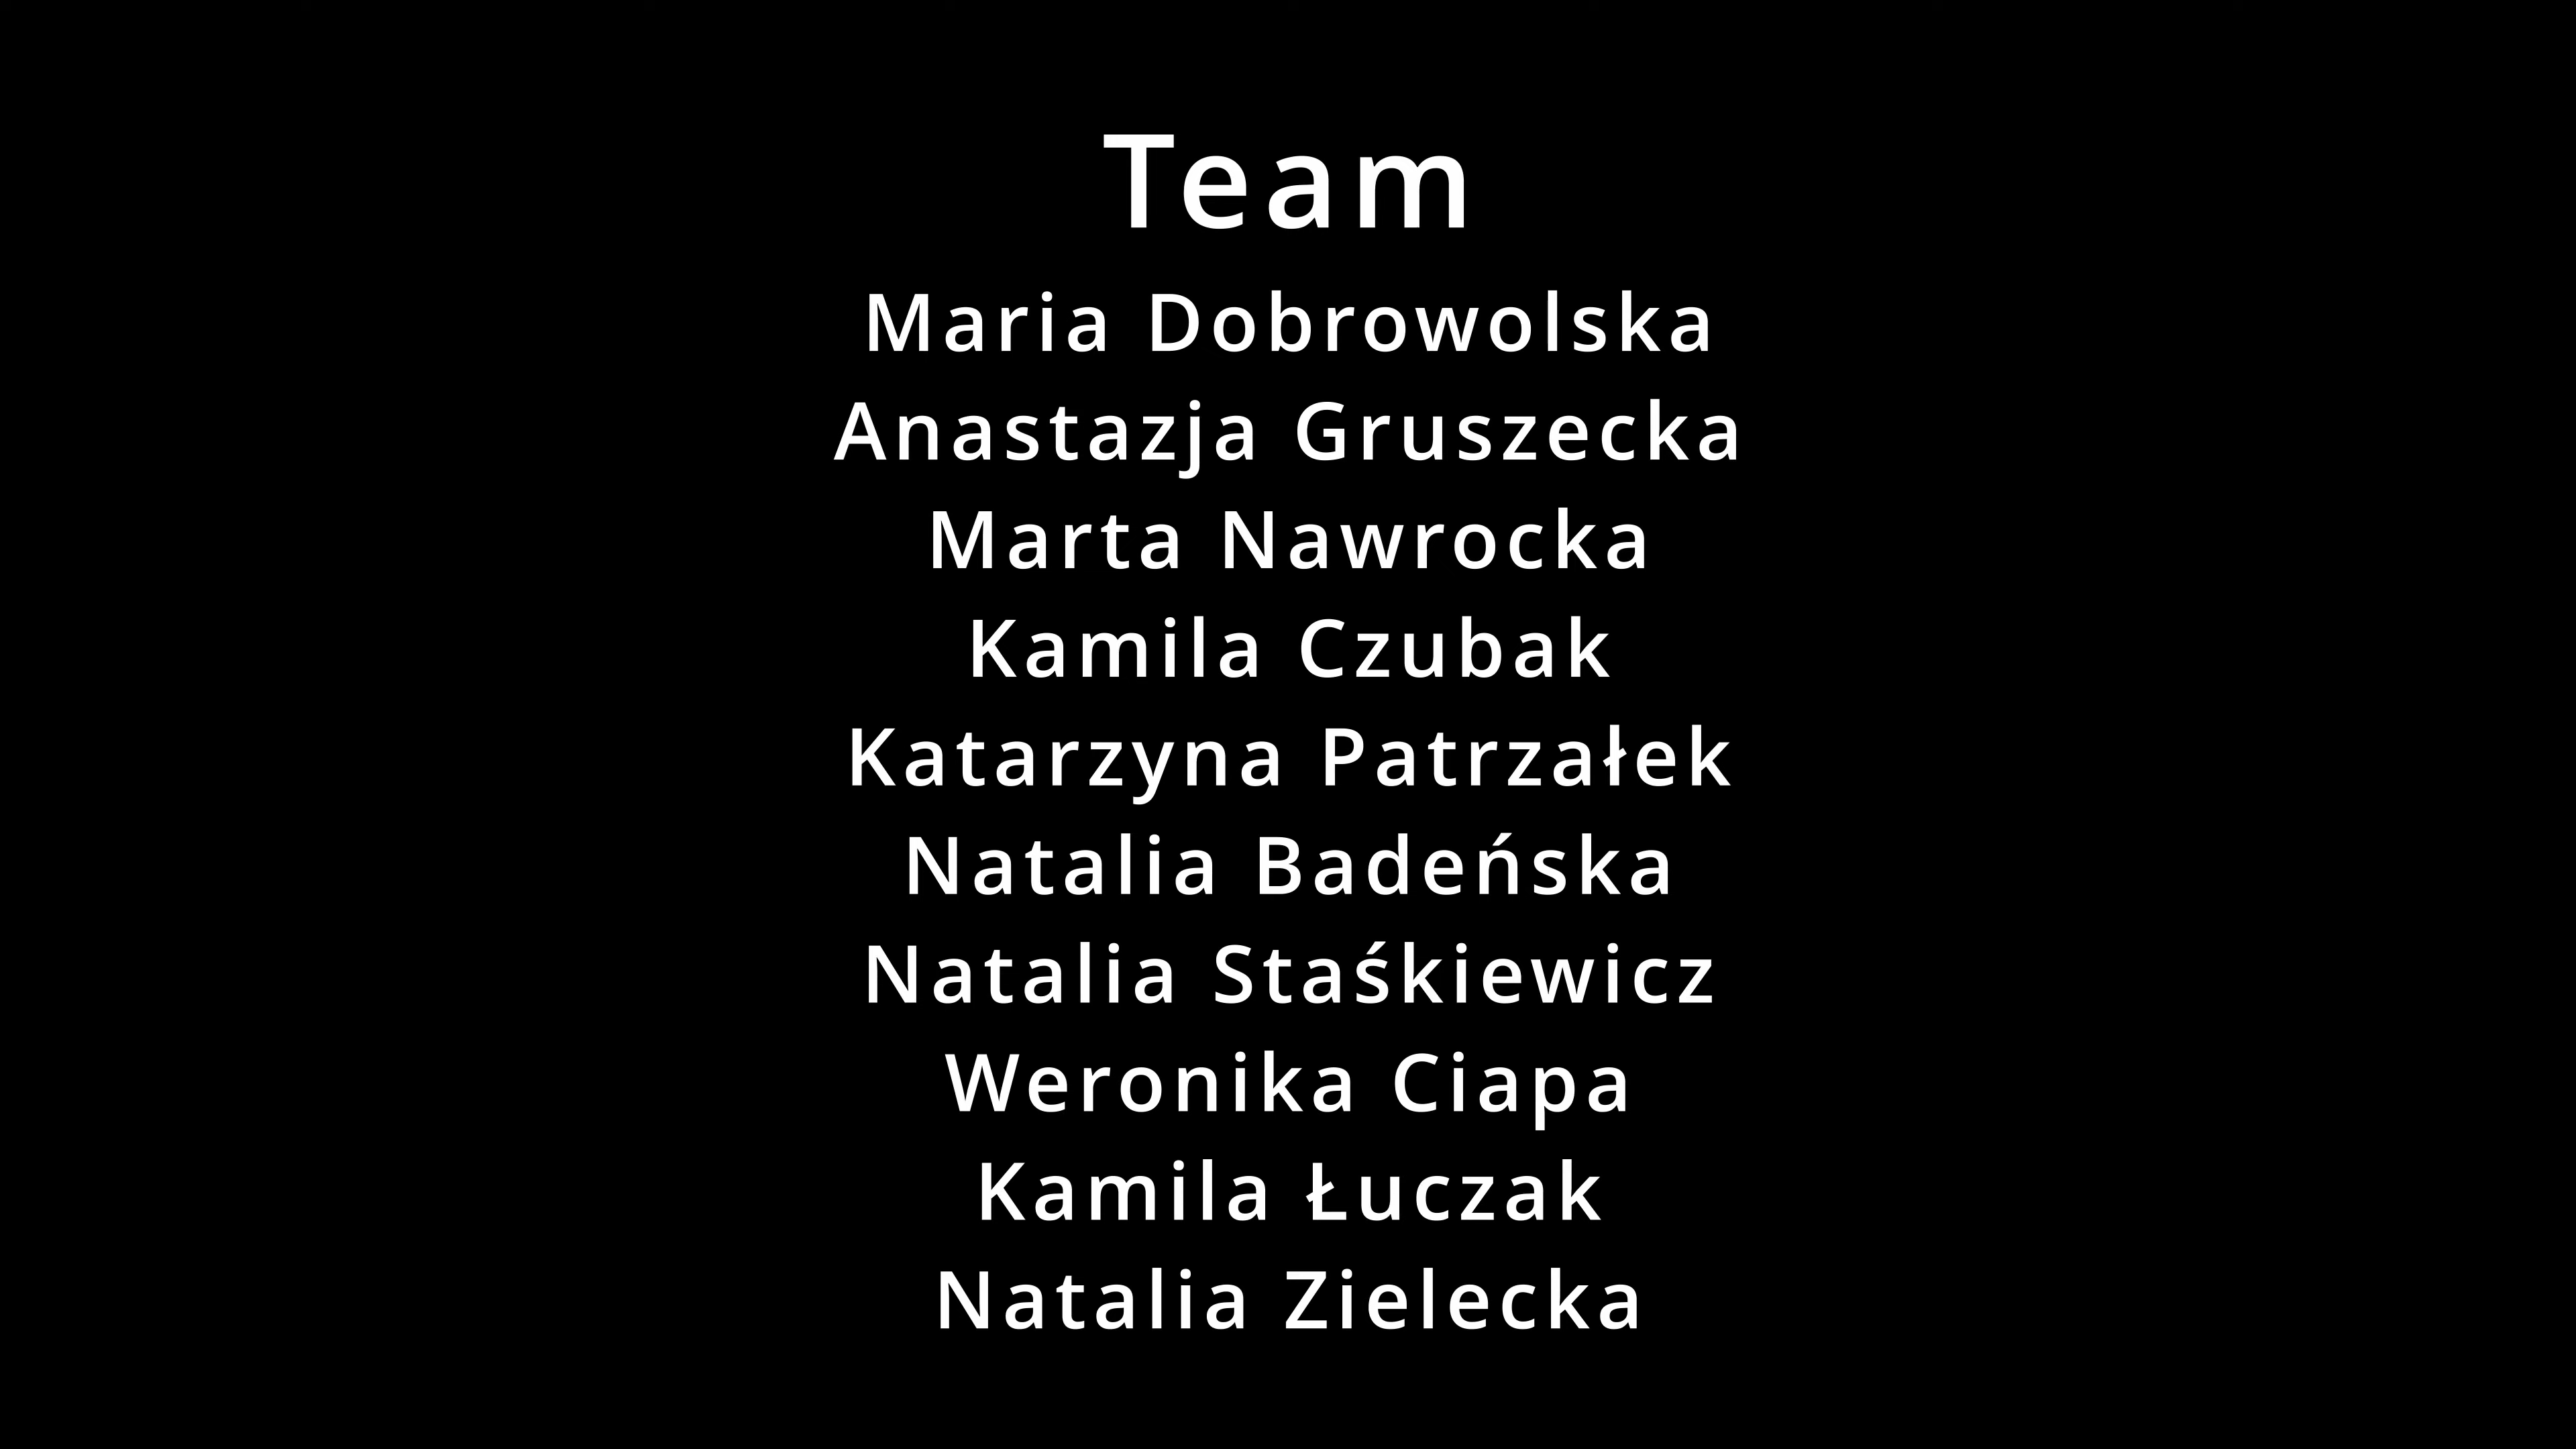 Team
Maria Dobrowolska
Anastazja Gruszecka
Marta Nawrocka
Kamila Czubak
Katarzyna Patrzałek
Natalia Badeńska
Natalia Staśkiewicz
Weronika Ciapa
Kamila Łuczak
Natalia Zielecka